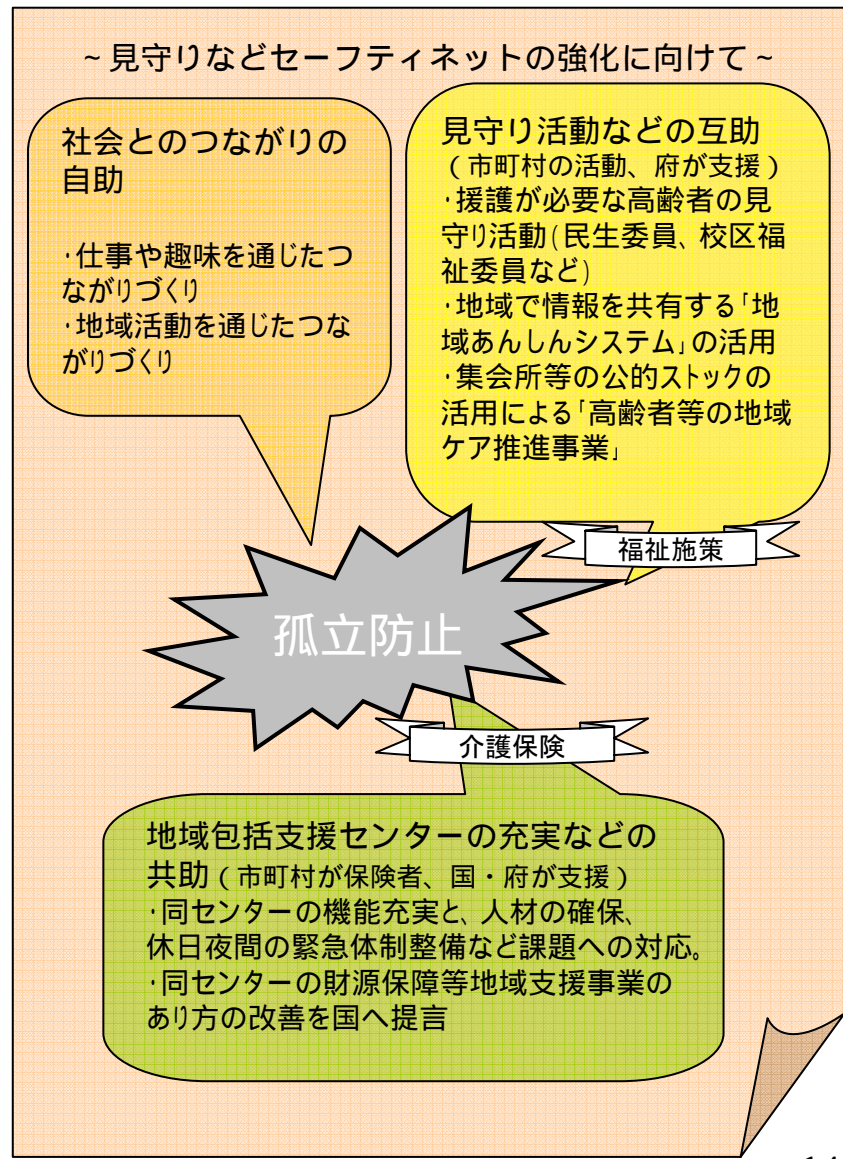 ~見守りなどセーフティネットの強化に向けて~
社会とのつながりの
自助
・仕事や趣味を通じたつ
ながりづくり
・地域活動を通じたつな
がりづくり
見守り活動などの互助
(市町村の活動、府が支援)
・援護が必要な高齢者の見
守り活動(民生委員、校区福
祉委員など)
・地域で情報を共有する「地
域あんしんシステム」の活用
・集会所等の公的ストックの
活用による「高齢者等の地域
ケア推進事業」
福祉施策
孤立防止
介護保険
地域包括支援センターの充実などの
共助(市町村が保険者、国・府が支援)
・同センターの機能充実と、人材の確保、
休日夜間の緊急体制整備など課題への対応。
・同センターの財源保障等地域支援事業の
あり方の改善を国へ提言